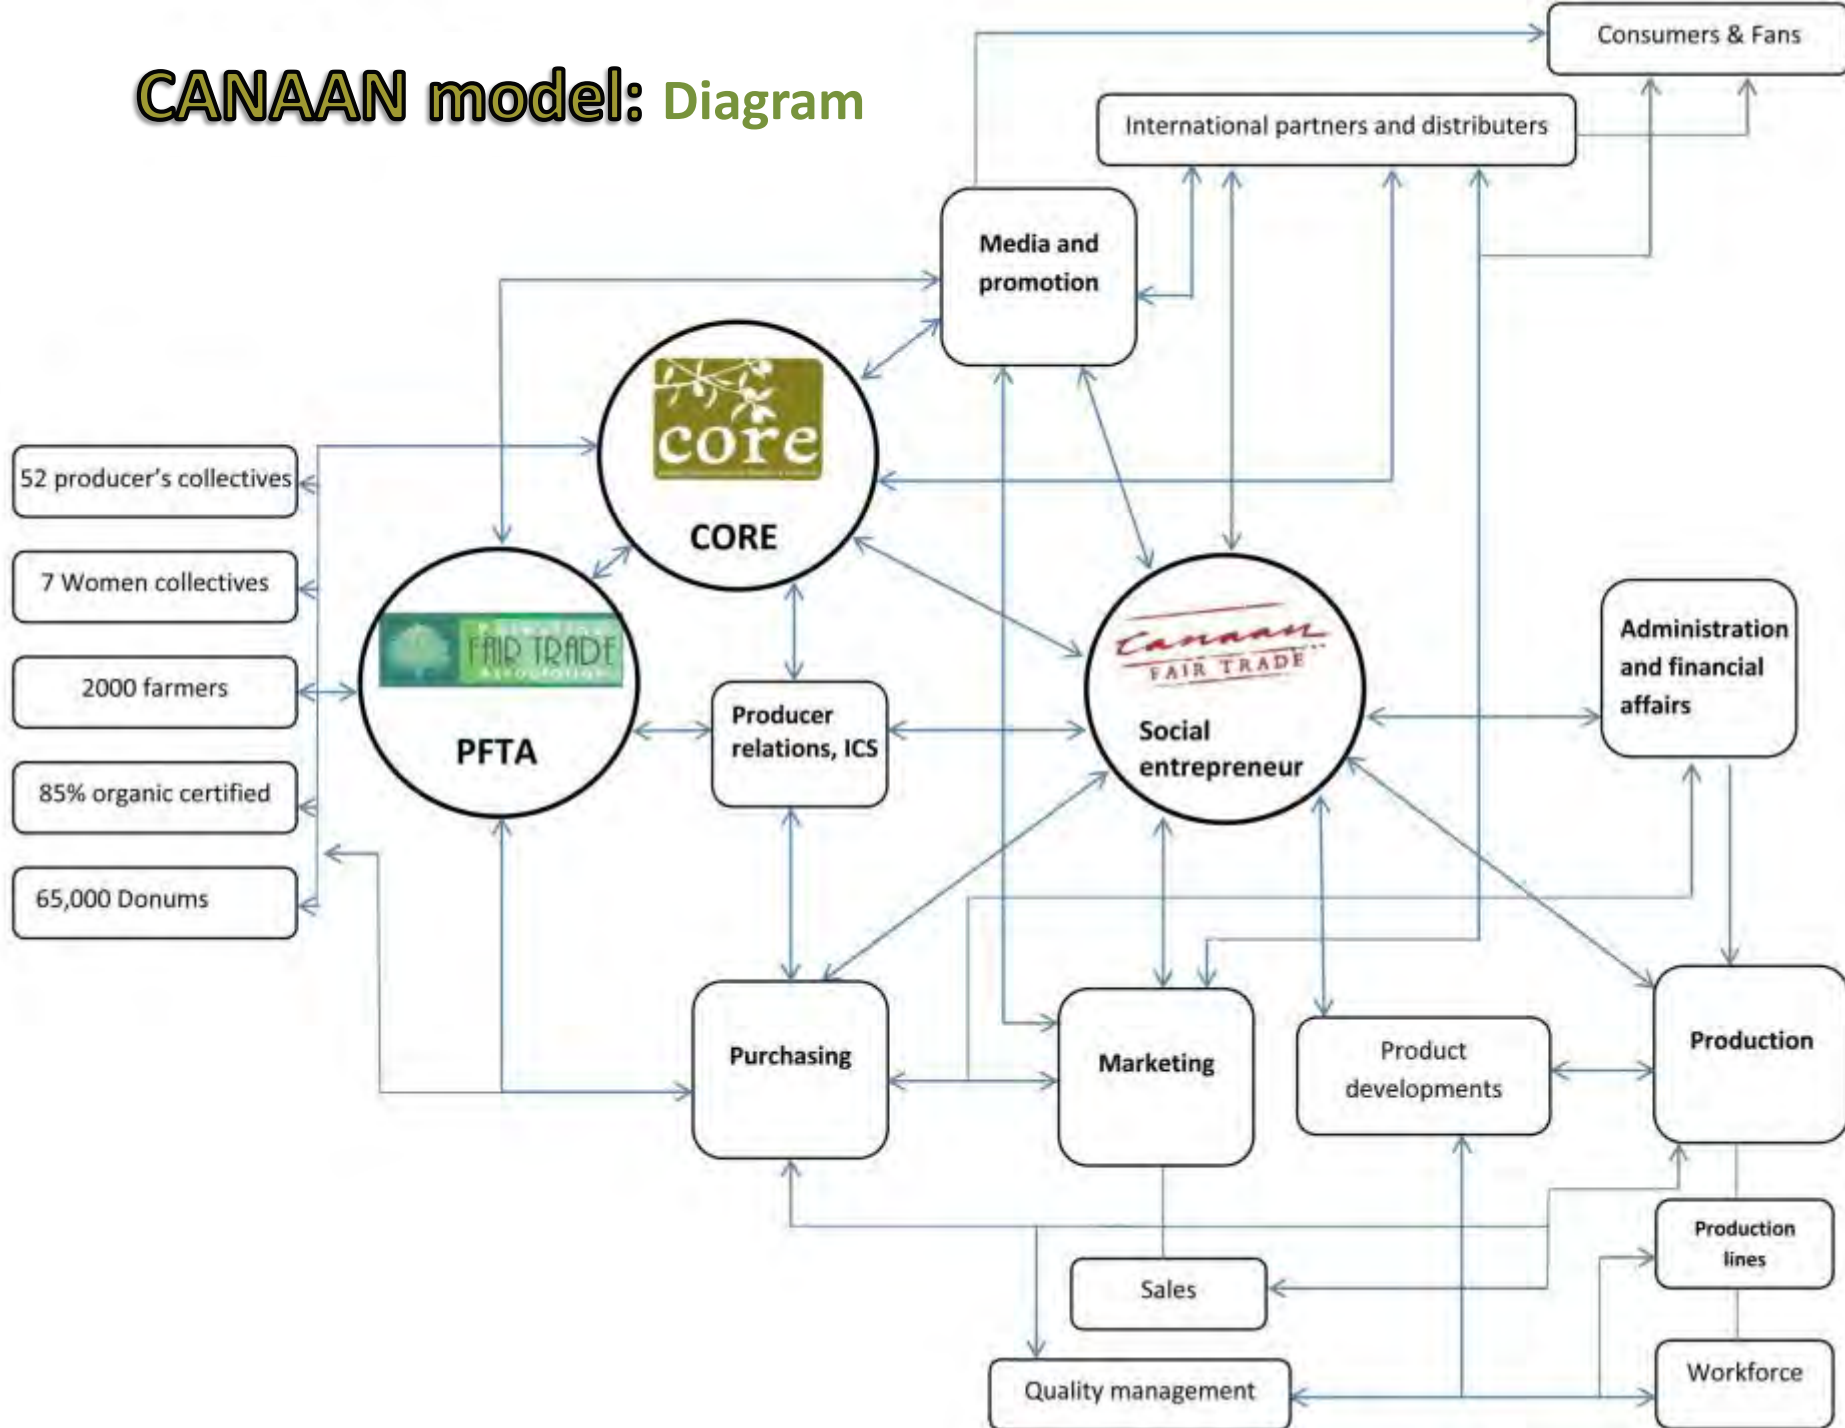 CANAAN model: Diagram
Consumers & Fans
International partners and distributers
Media and
promotion
core
CORE
52 producer's collectives
7 Women collectives
2000 farmers
85% organic certified
65,000 Donums
FAIR TRADE
PFTA
Producer
relations, ICS
Canaan
FAIR TRADE
Social
entrepreneur
Administration
and financial
affairs
Purchasing
Marketing
Product
developments
Production
Production
lines
Sales
Quality management
Workforce